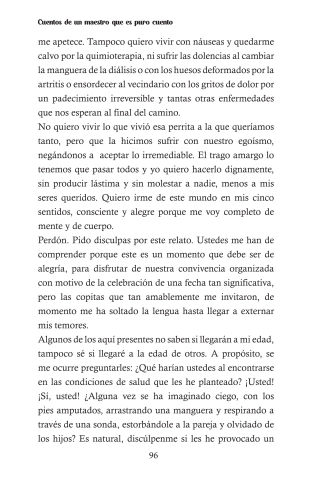 Cuentos de un maestro que es puro cuento
me apetece. Tampoco quiero vivir con náuseas y quedarme
calvo por la quimioterapia, ni sufrir las dolencias al cambiar
la manguera de la diálisis o con los huesos deformados por la
artritis o ensordecer al vecindario con los gritos de dolor por
un padecimiento irreversible y tantas otras enfermedades
que nos esperan al final del camino.
No quiero vivir lo que vivió esa perrita a la que queríamos
tanto, pero que la hicimos sufrir con nuestro egoísmo,
negándonos a aceptar lo irremediable. El trago amargo lo
tenemos que pasar todos y yo quiero hacerlo dignamente,
sin producir lástima y sin molestar a nadie, menos a mis
seres queridos. Quiero irme de este mundo en mis cinco
sentidos, consciente y alegre porque me voy completo de
mente y de cuerpo.
Perdón. Pido disculpas por este relato. Ustedes me han de
comprender porque este es un momento que debe ser de
alegría, para disfrutar de nuestra convivencia organizada
con motivo de la celebración de una fecha tan significativa,
pero las copitas que tan amablemente me invitaron, de
momento me ha soltado la lengua hasta llegar a externar
mis temores.
Algunos de los aquí presentes no saben si llegarán a mi edad,
tampoco sé si llegaré a la edad de otros. A propósito, se
me ocurre preguntarles: ¿Qué harían ustedes al encontrarse
en las condiciones de salud que les he planteado? ¡Usted!
¡Sí, usted! ¿Alguna vez se ha imaginado ciego, con los
pies amputados, arrastrando una manguera y respirando a
través de una sonda, estorbándole a la pareja y olvidado de
los hijos? Es natural, discúlpenme si les he provocado un
96